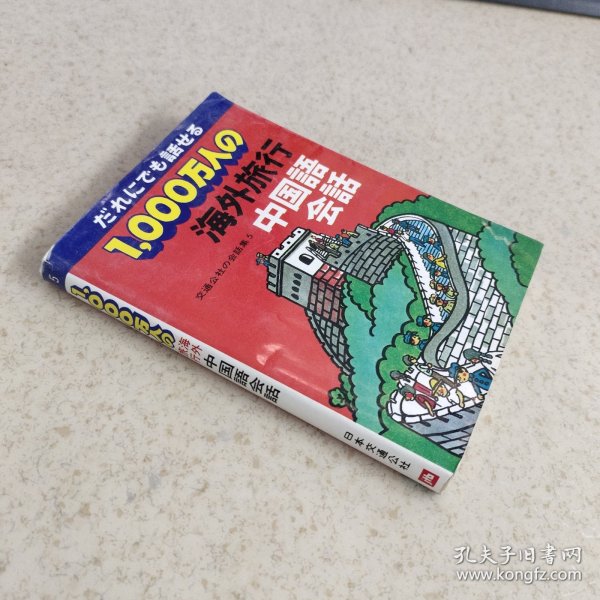 だれにでも話せる
1,000万人の
海外旅行
中国語
会話
交通公社の会話集 5
5
1,000万人の
海外
旅行
中国語会話
日本交通公社
jtb
孔夫子旧书网
www.kongfz.com